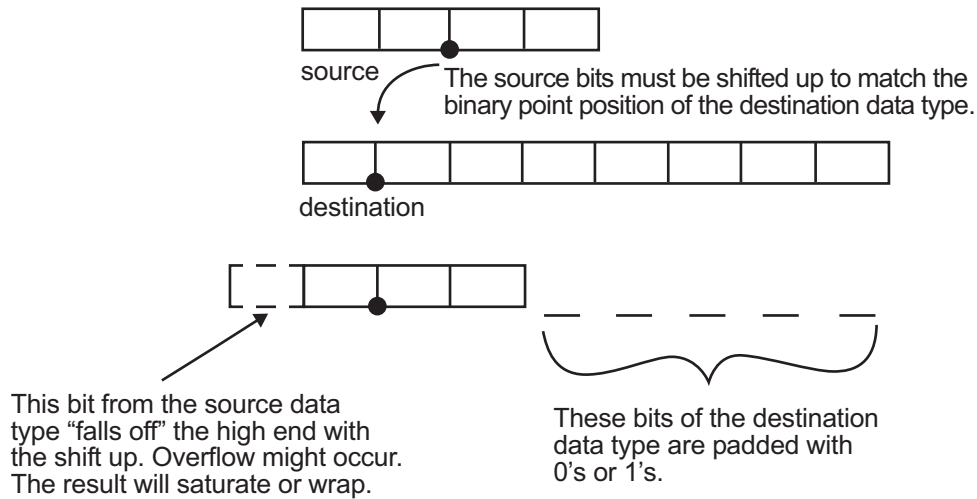 source
The source bits must be shifted up to match the
binary point position of the destination data type.
destination
This bit from the source data
type “falls off” the high end with
the shift up. Overflow might occur.
The result will saturate or wrap.
These bits of the destination
data type are padded with
0's or 1's.